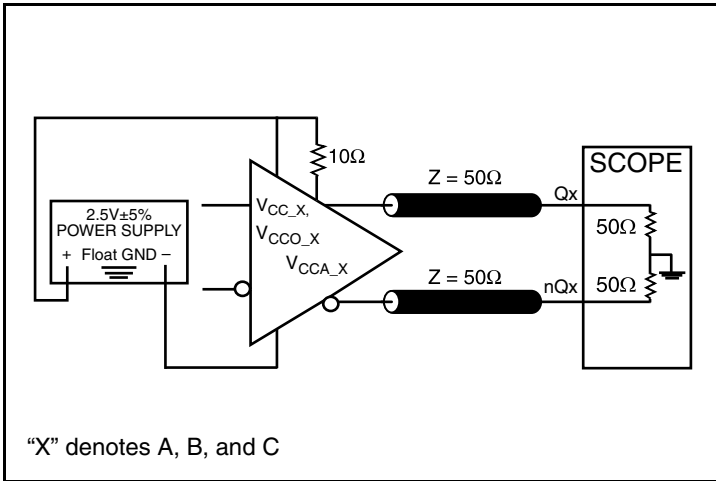 10Ω
2.5V±5%
POWER SUPPLY
+ Float GND –
VCC_X,
VCCO_X
VCCA_X
Z = 50Ω
Qx
Z = 50Ω
nQx
SCOPE
50Ω
50Ω
“X” denotes A, B, and C